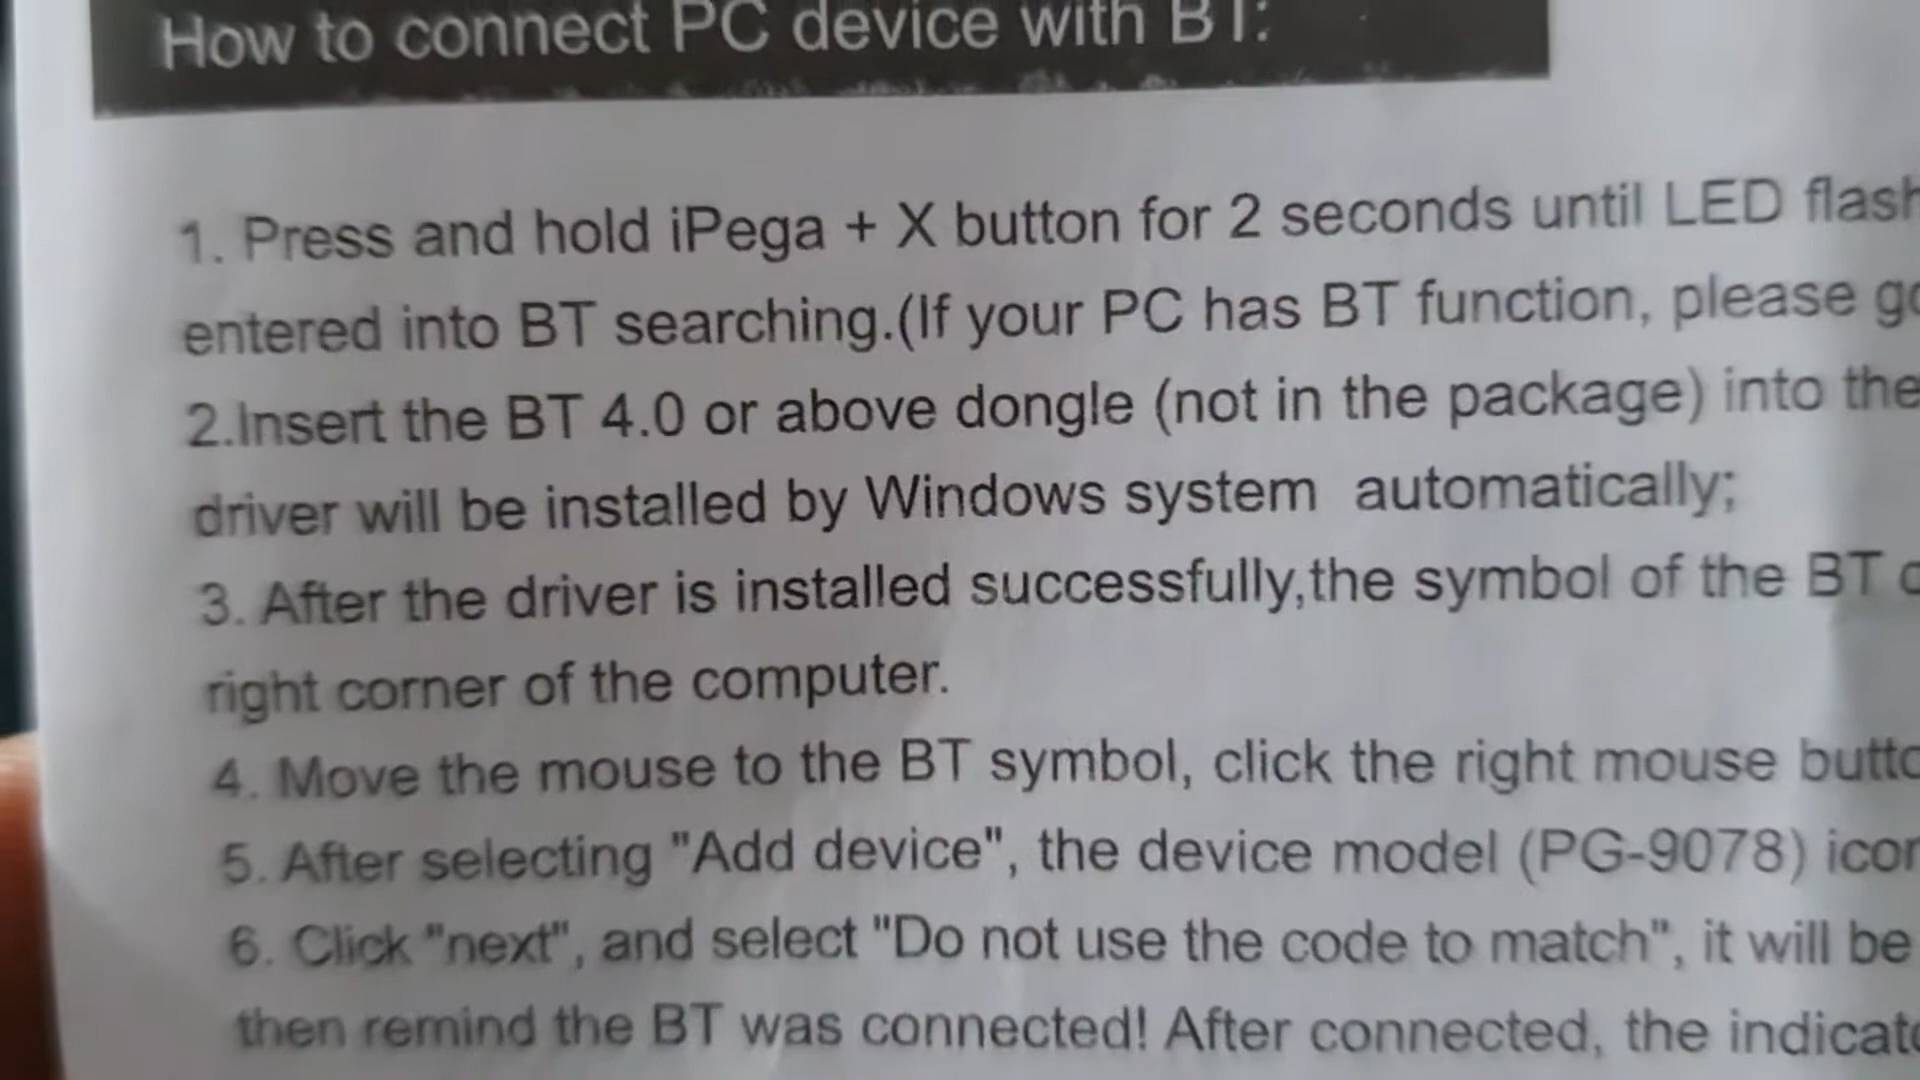 How to connect PC device with BT:
1. Press and hold iPega + X button for 2 seconds until LED
entered into BT searching.(If your PC has BT function, please
2.Insert the BT 4.0 or above dongle (not in the package) into the
driver will be installed by Windows system automatically;
3. After the driver is installed successfully,the symbol of the BT
right corner of the computer.
4. Move the mouse to the BT symbol, click the right mouse
5. After selecting "Add device", the device model (PG-9078)
6. Click "next", and select "Do not use the code to match", it will be
then remind the BT was connected! After connected, the